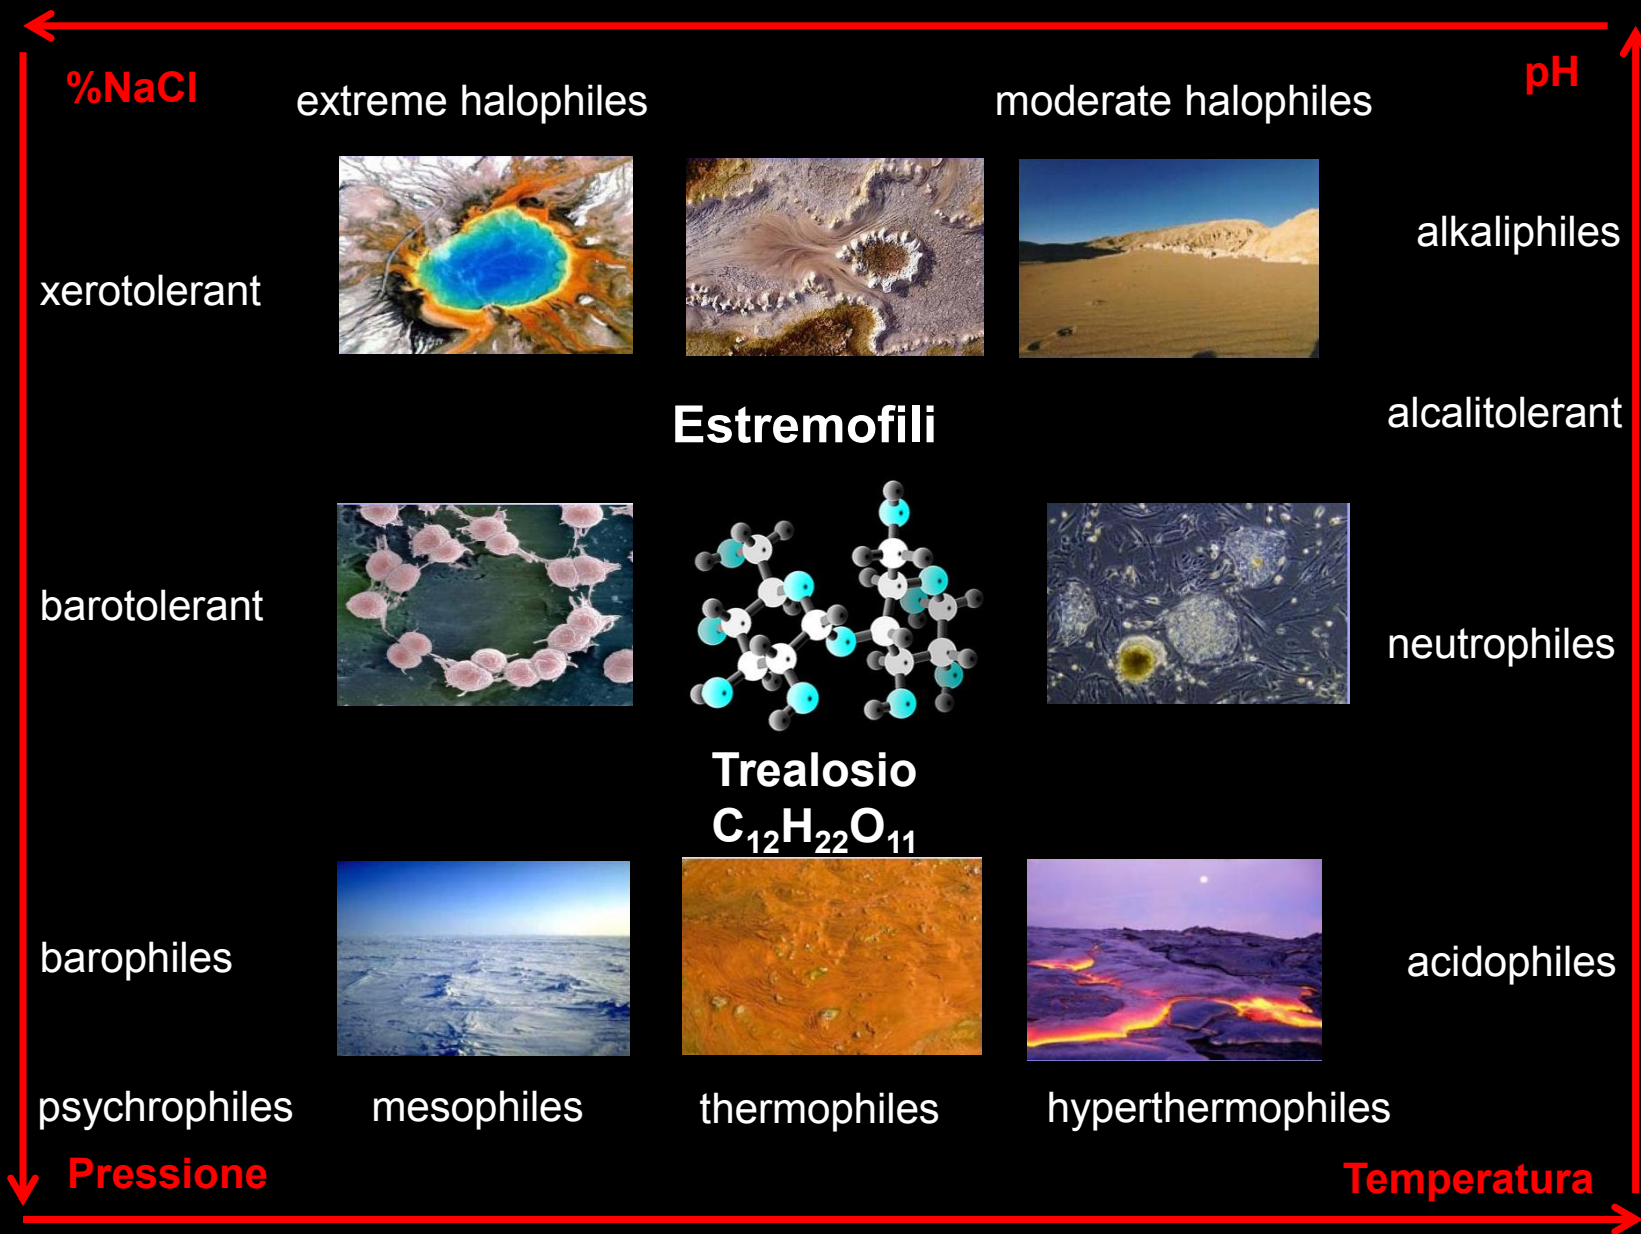 %NaCl
pH
extreme halophiles
moderate halophiles
alkaliphiles
xerotolerant
Estremofili
alcalitolerant
barotolerant
neutrophiles
Trealosio
C₁₂H₂₂O₁₁
barophiles
acidophiles
psychrophiles
mesophiles
thermophiles
hyperthermophiles
Pressione
Temperatura